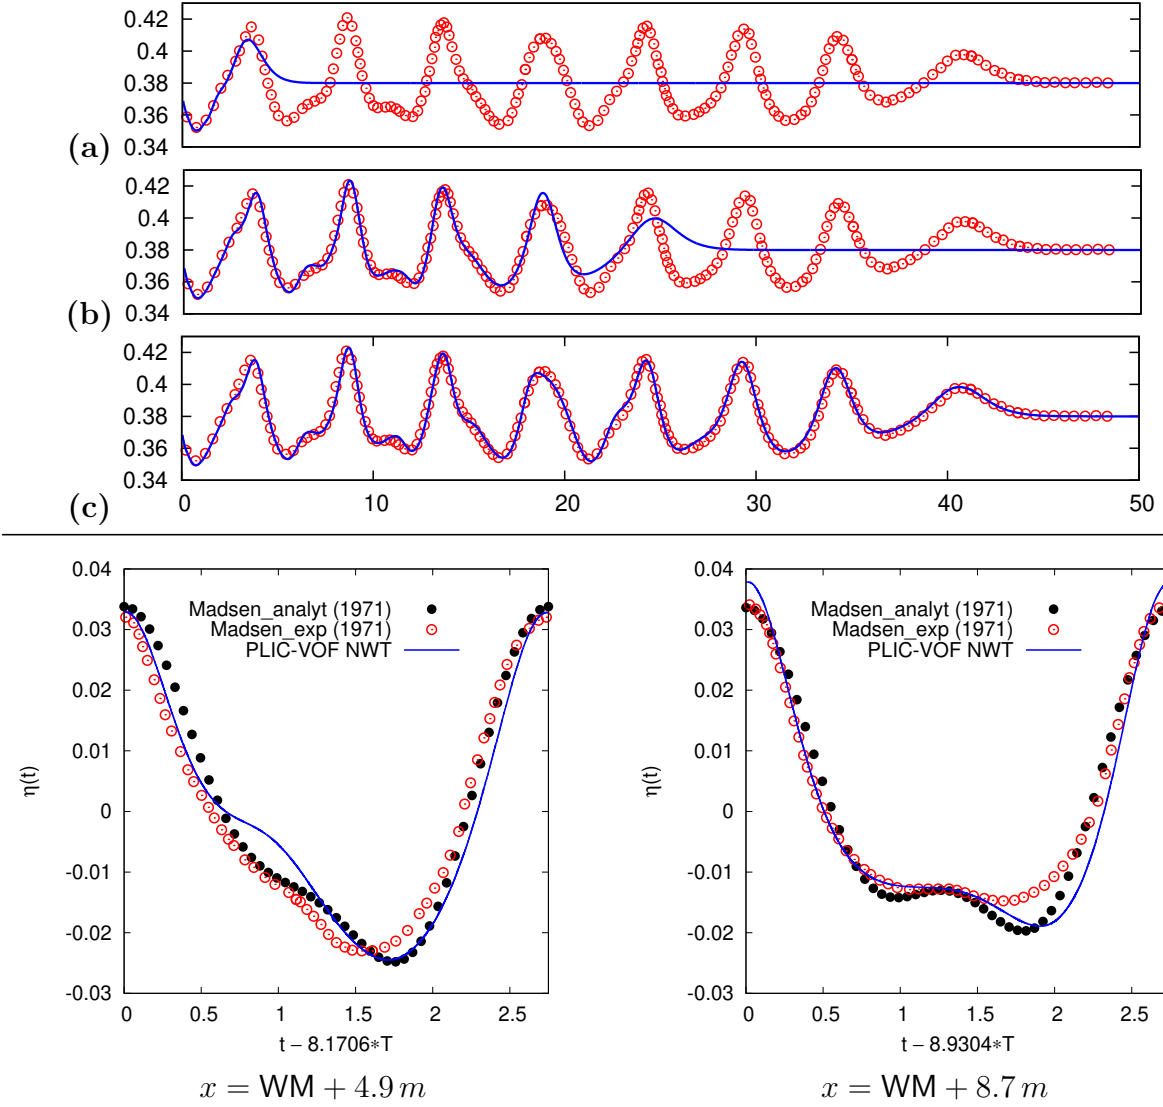 0.42
0.4
0.38
0.36
0.34
(a)
0.42
0.4
0.38
0.36
0.34
(b)
0.42
0.4
0.38
0.36
0.34
(c)
0 10 20 30 40 50
0.04
0.03
0.02
0.01
0
-0.01
-0.02
-0.03
η(t)
Madsen_analyt (1971)
Madsen_exp (1971)
PLIC-VOF NWT
0 0.5 1 1.5 2 2.5
t − 8.1706∗T
x = WM + 4.9 m
0.04
0.03
0.02
0.01
0
-0.01
-0.02
-0.03
η(t)
Madsen_analyt (1971)
Madsen_exp (1971)
PLIC-VOF NWT
0 0.5 1 1.5 2 2.5
t − 8.9304∗T
x = WM + 8.7 m